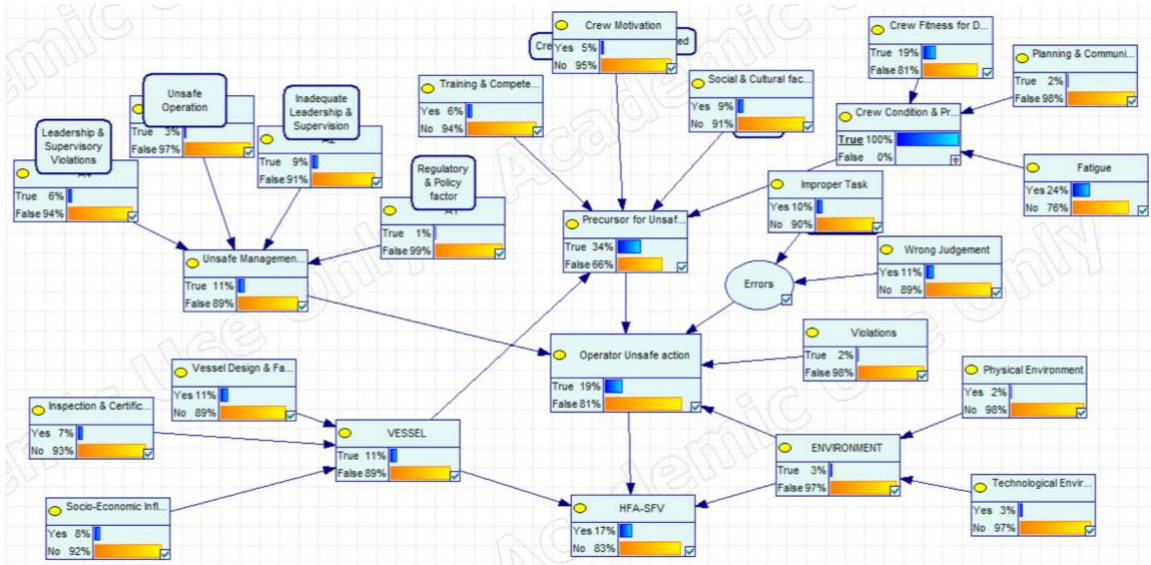 Crew Motivation
Yes 5%
No 95%
Cre
ed
Crew Fitness for D...
True 19%
False 81%
Planning & Communi...
True 2%
False 98%
Training & Compete...
Yes 6%
No 94%
Social & Cultural fac...
Yes 9%
No 91%
Crew Condition & Pr...
True 100%
False 0%
Fatigue
Yes 24%
No 76%
Unsafe
Operation
True 3%
False 97%
Inadequate
Leadership &
Supervision
True 9%
False 91%
Leadership &
Supervisory
Violations
True 6%
False 94%
Regulatory
& Policy
factor
True 1%
False 99%
Improper Task
Yes 10%
No 90%
Precursor for Unsaf...
True 34%
False 66%
Wrong Judgement
Yes 11%
No 89%
Unsafe Managemen...
True 11%
False 89%
Errors
Violations
True 2%
False 98%
Operator Unsafe action
True 19%
False 81%
Vessel Design & Fa...
Yes 11%
No 89%
Physical Environment
Yes 2%
No 98%
Inspection & Certific...
Yes 7%
No 93%
VESSEL
True 11%
False 89%
ENVIRONMENT
True 3%
False 97%
Technological Envir...
Yes 3%
No 97%
Socio-Economic Infl...
Yes 8%
No 92%
HFA-SFV
Yes 17%
No 83%